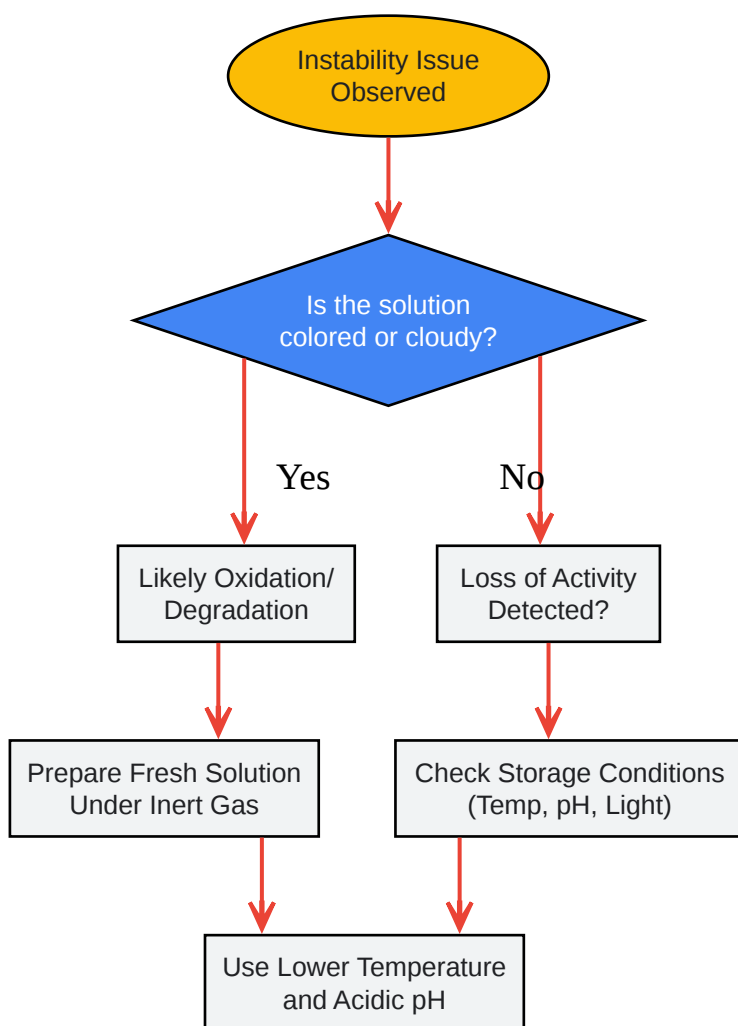 Instability Issue
Observed
Is the solution
colored or cloudy?
Yes
No
Likely Oxidation/
Degradation
Loss of Activity
Detected?
Prepare Fresh Solution
Under Inert Gas
Check Storage Conditions
(Temp, pH, Light)
Use Lower Temperature
and Acidic pH